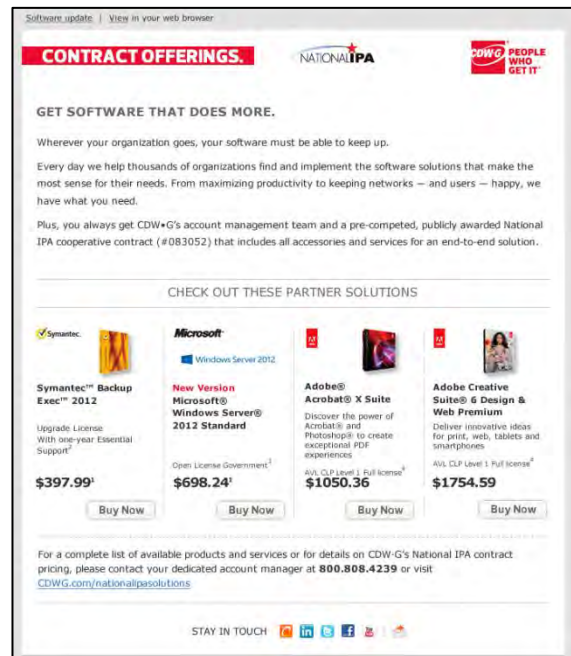 Software update | View in your web browser
CONTRACT OFFERINGS.
NATIONAL IPA
CDW•G PEOPLE
WHO
GET IT
GET SOFTWARE THAT DOES MORE.
Wherever your organization goes, your software must be able to keep up.
Every day we help thousands of organizations find and implement the software solutions that make the
most sense for their needs. From maximizing productivity to keeping networks — and users — happy, we
have what you need.
Plus, you always get CDW•G's account management team and a pre-competed, publicly awarded National
IPA cooperative contract (#083052) that includes all accessories and services for an end-to-end solution.
CHECK OUT THESE PARTNER SOLUTIONS
Symantec.
Symantec™ Backup
Exec™ 2012
Upgrade License
With one-year Essential
Support²
$397.99¹
Buy Now
Microsoft
Windows Server 2012
New Version
Microsoft®
Windows Server®
2012 Standard
Open License Government³
$698.24¹
Buy Now
Adobe®
Acrobat® X Suite
Discover the power of
Acrobat® and
Photoshop® to create
exceptional PDF
experiences
AVL CLP Level 1 Full license⁴
$1050.36
Buy Now
Adobe Creative
Suite® 6 Design &
Web Premium
Deliver innovative ideas
for print, web, tablets and
smartphones
AVL CLP Level 1 Full license⁴
$1754.59
Buy Now
For a complete list of available products and services or for details on CDW·G's National IPA contract
pricing, please contact your dedicated account manager at 800.808.4239 or visit
CDWG.com/nationalipasolutions
STAY IN TOUCH